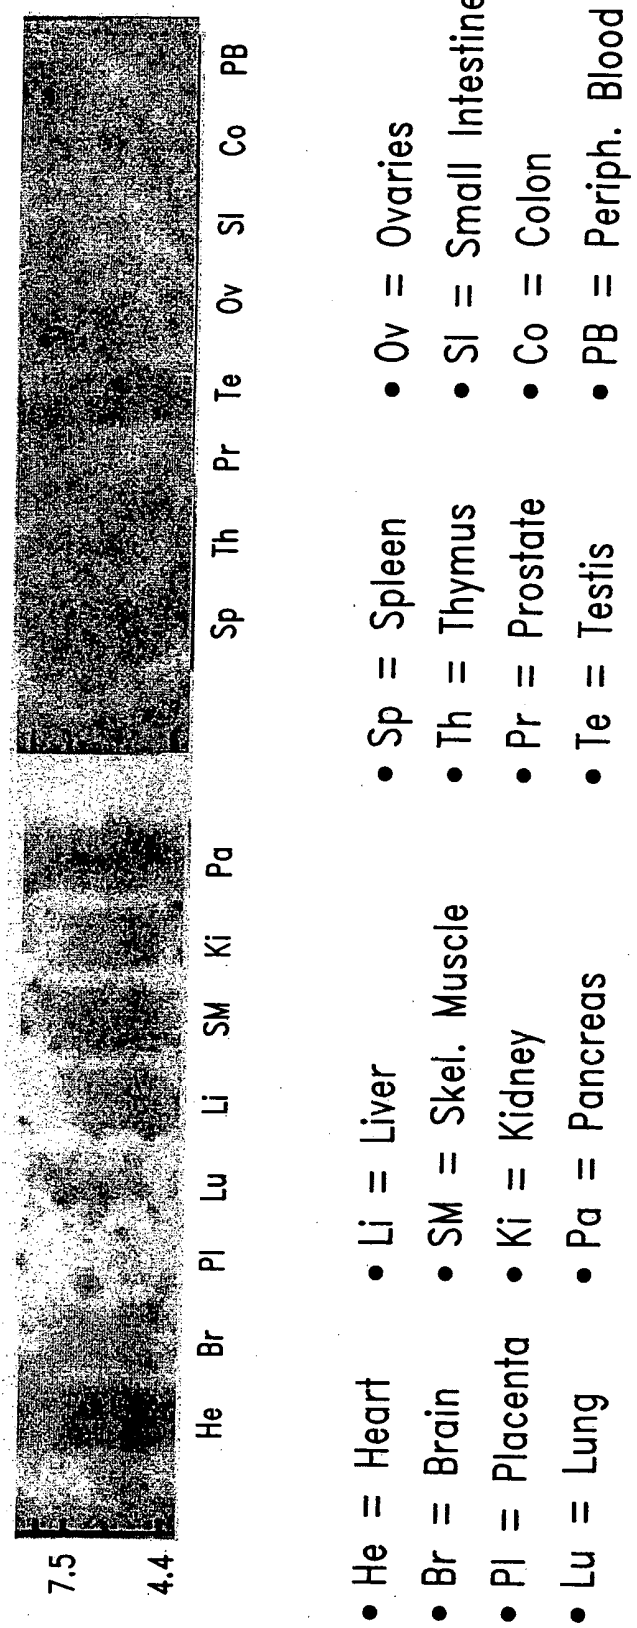 7.5
4.4
He Br Pl Lu Li SM Ki Pa Sp Th Pr Te Ov SI Co PB
• He = Heart • Li = Liver • Sp = Spleen • Ov = Ovaries
• Br = Brain • SM = Skel. Muscle • Th = Thymus • SI = Small Intestine
• Pl = Placenta • Ki = Kidney • Pr = Prostate • Co = Colon
• Lu = Lung • Pa = Pancreas • Te = Testis • PB = Periph. Blood